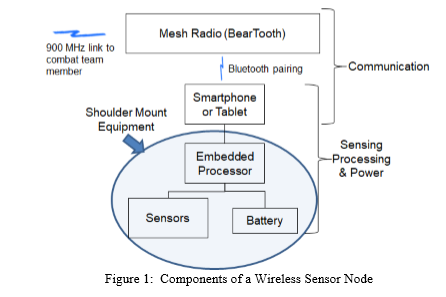 Mesh Radio (BearTooth)
900 MHz link to
combat team
member
Bluetooth pairing
Communication
Smartphone
or Tablet
Shoulder Mount
Equipment
Embedded
Processor
Sensing
Processing
& Power
Sensors
Battery
Figure 1:  Components of a Wireless Sensor Node